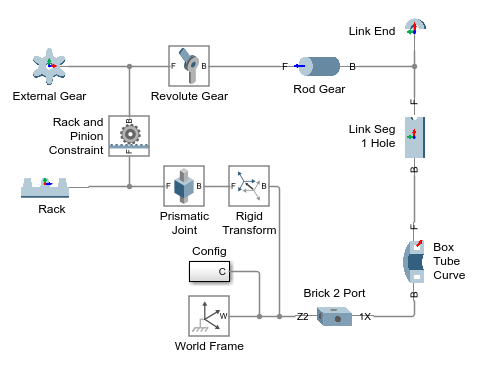 Link End
External Gear
F
B
Revolute Gear
F
B
Rod Gear
F
Link Seg
1 Hole
B
Rack and
Pinion
Constraint
B
F
Rack
F
B
Prismatic
Joint
F
B
Rigid
Transform
F
Box
Tube
Curve
B
Config
C
Brick 2 Port
W
World Frame
Z2
1X